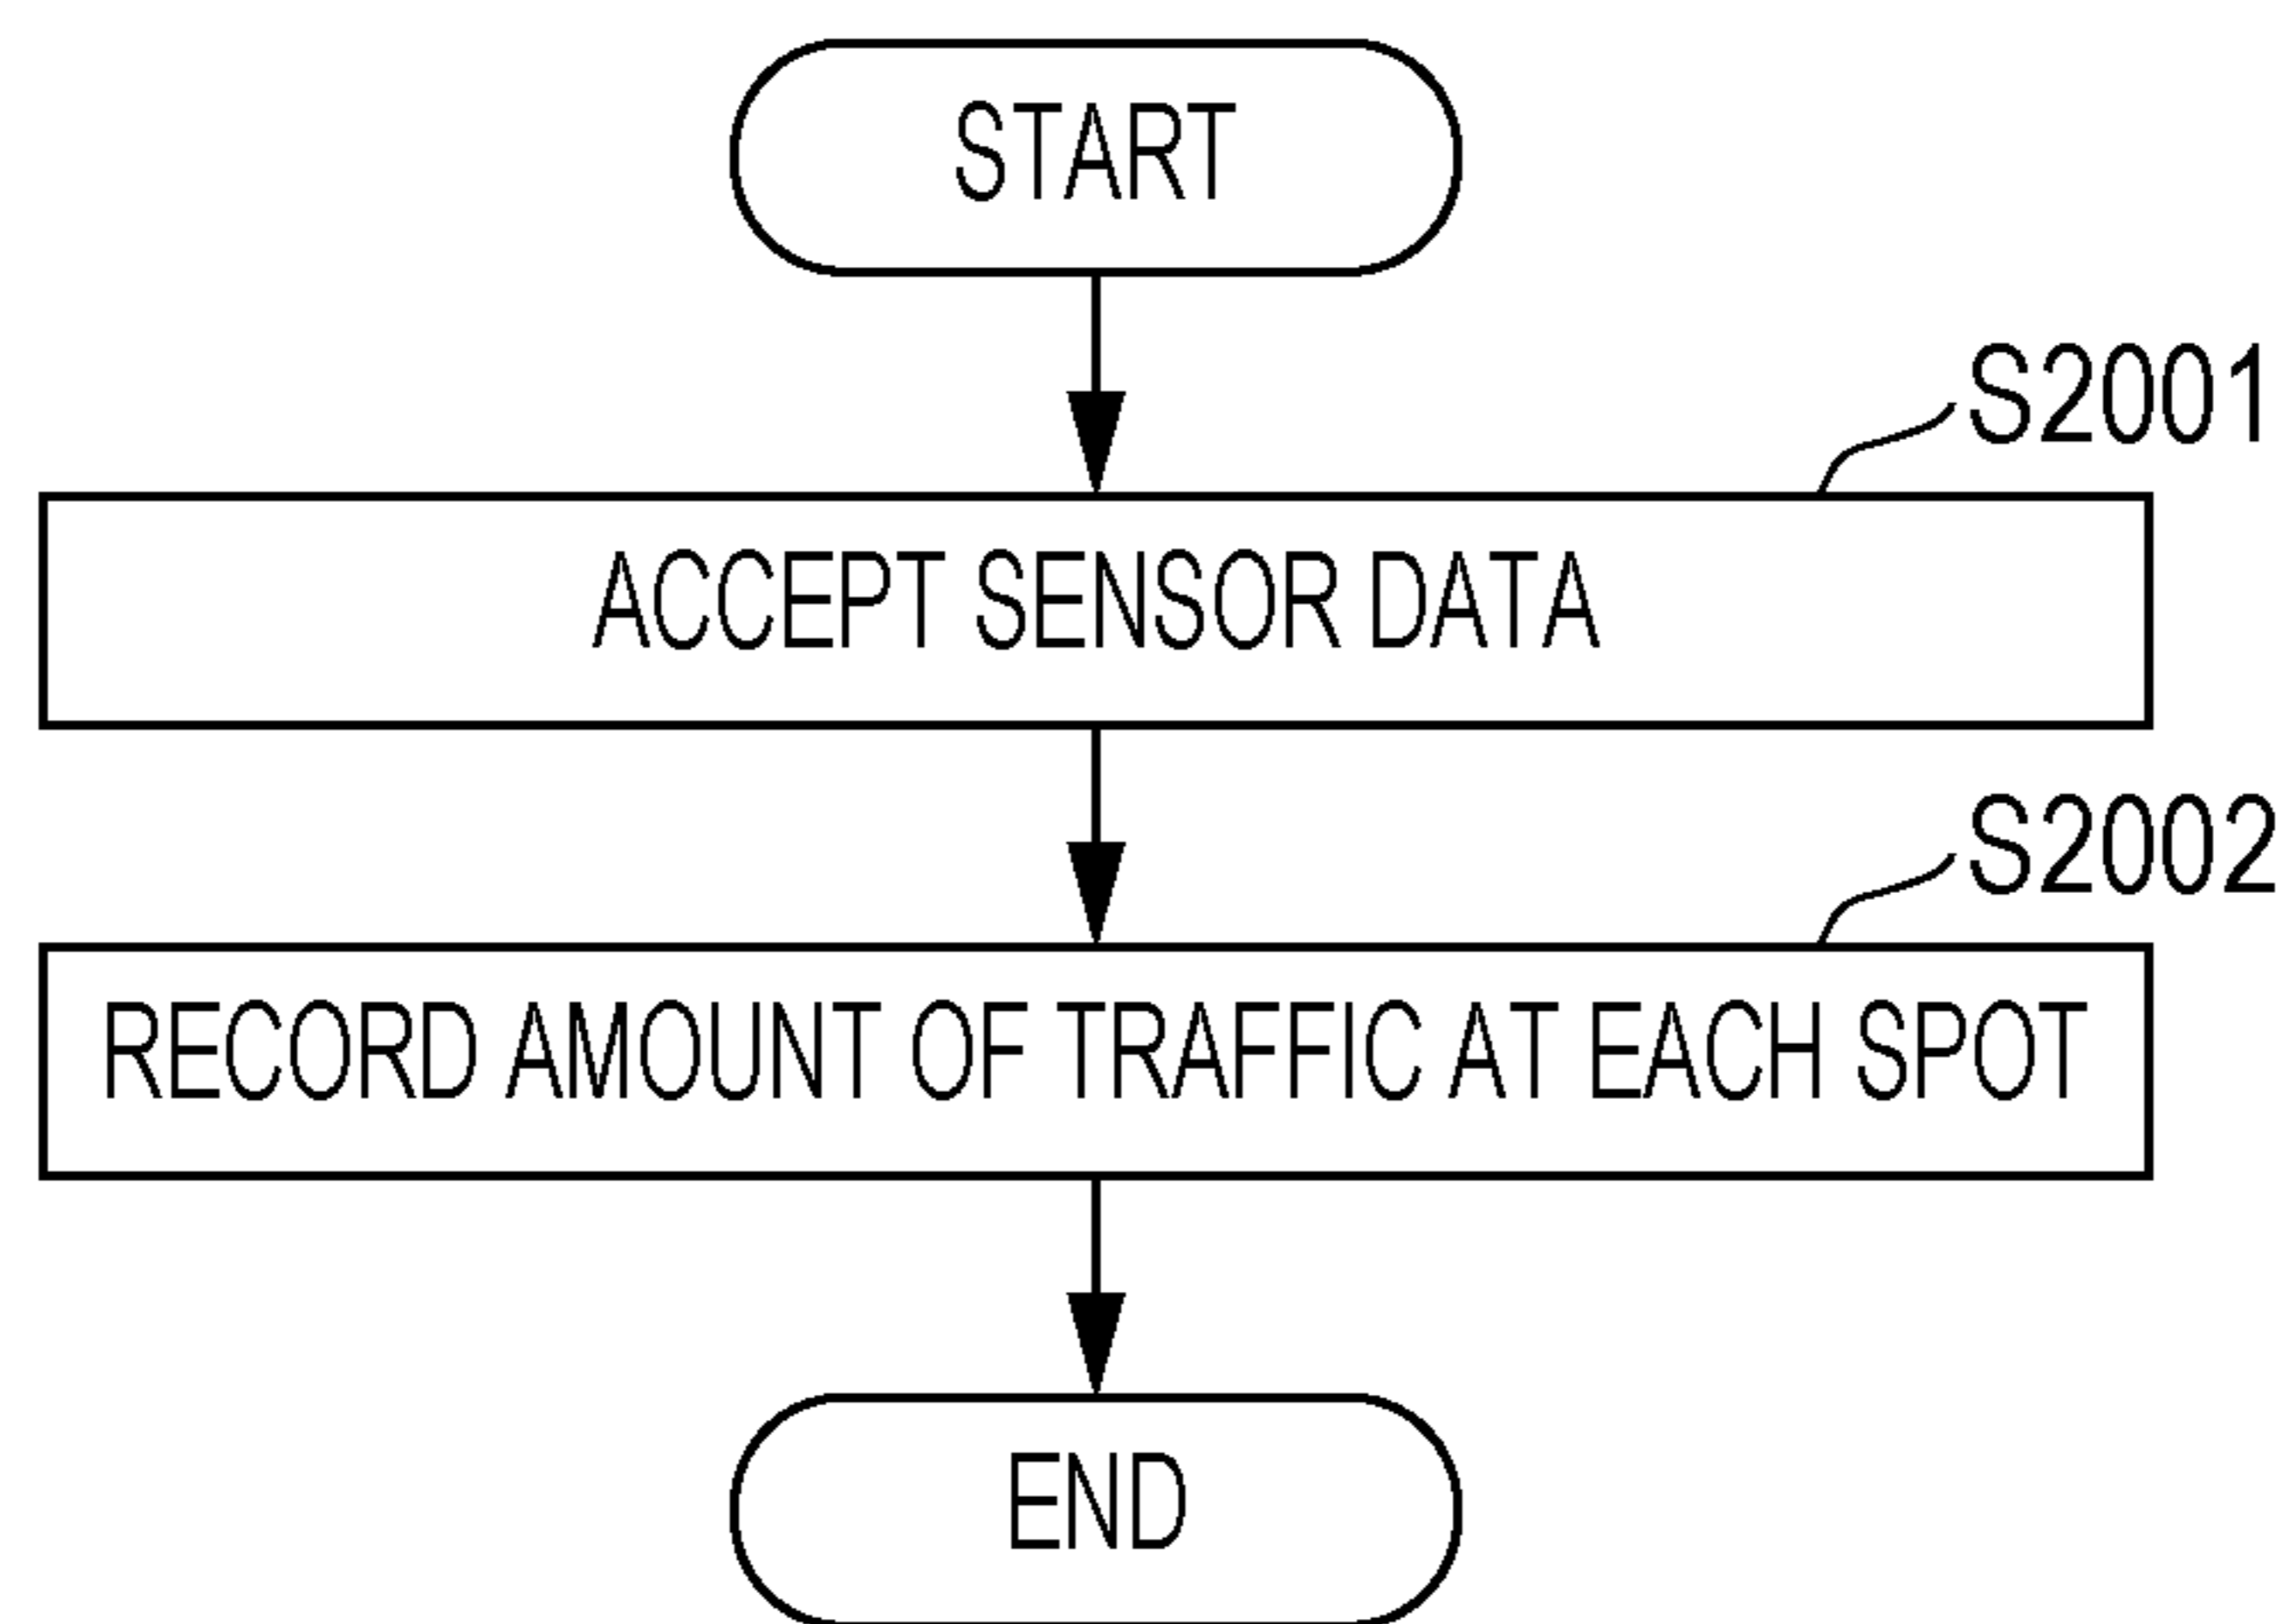 START
S2001
ACCEPT SENSOR DATA
S2002
RECORD AMOUNT OF TRAFFIC AT EACH SPOT
END